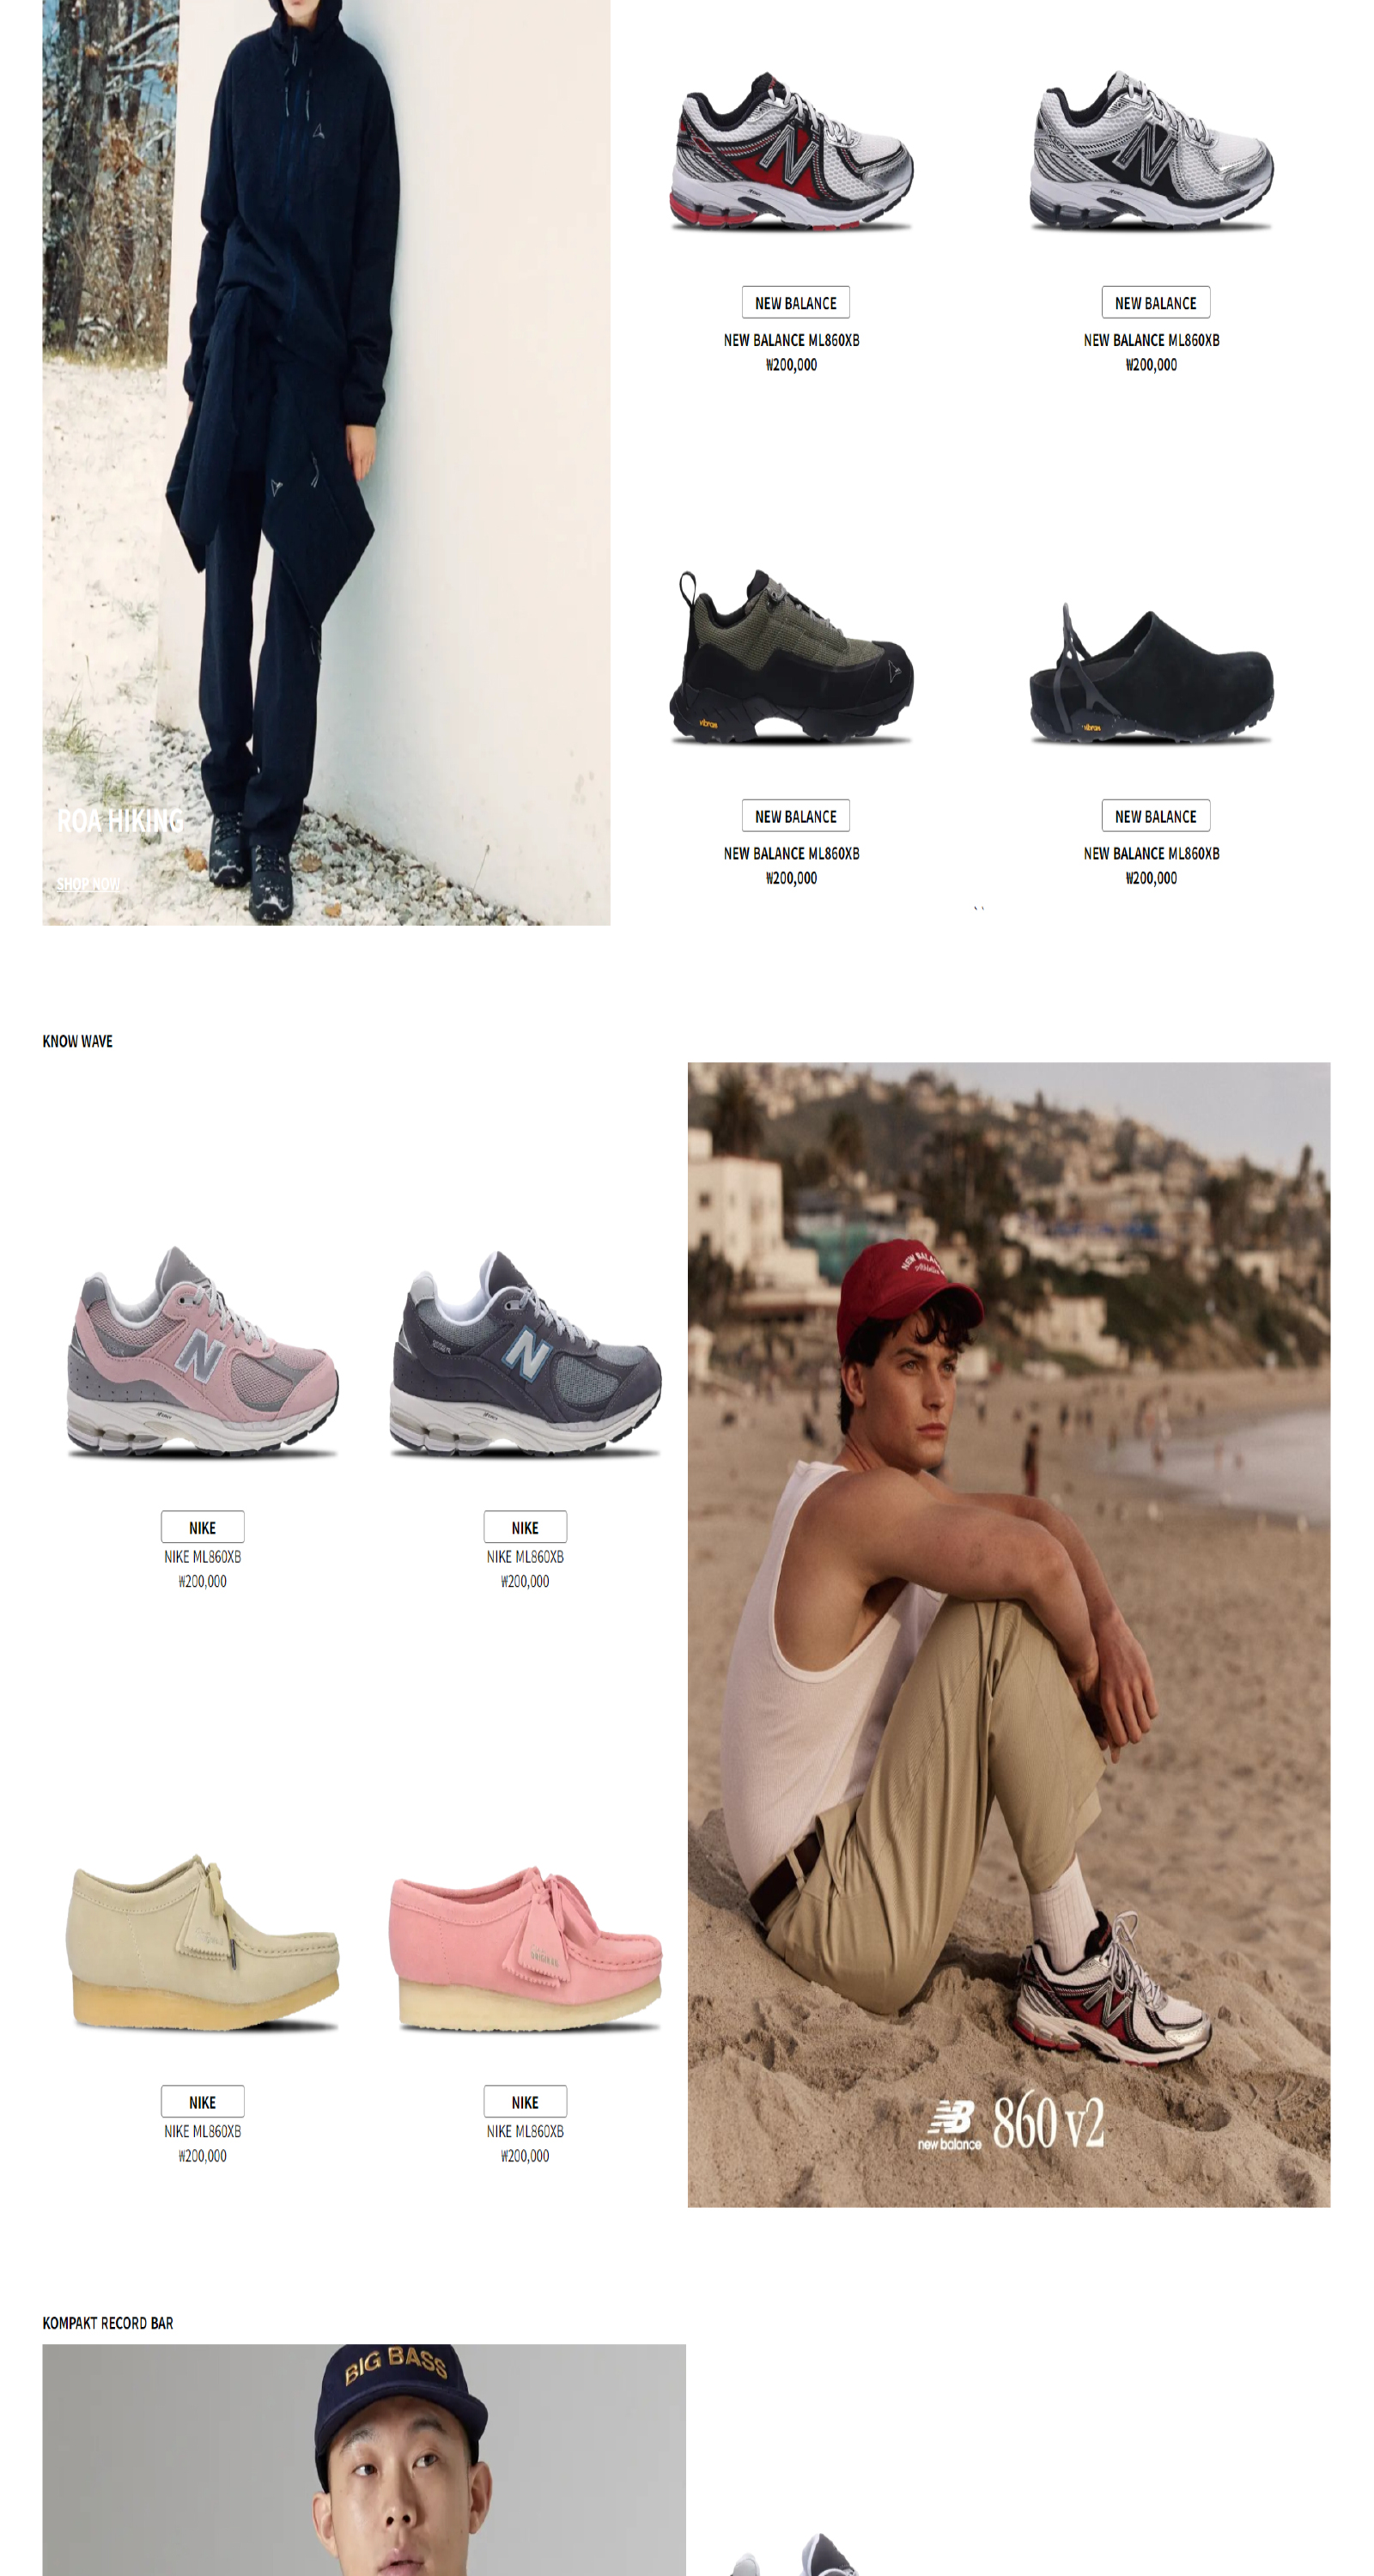 NEW BALANCE
NEW BALANCE ML860XB
₩200,000
NEW BALANCE
NEW BALANCE ML860XB
₩200,000
vibram
vibram
NEW BALANCE
NEW BALANCE ML860XB
₩200,000
NEW BALANCE
NEW BALANCE ML860XB
₩200,000
ROA HIKING
SHOP NOW
KNOW WAVE
NIKE
NIKE ML860XB
₩200,000
NIKE
NIKE ML860XB
₩200,000
NIKE
NIKE ML860XB
₩200,000
NIKE
NIKE ML860XB
₩200,000
new balance 860 v2
KOMPAKT RECORD BAR
BIG BASS